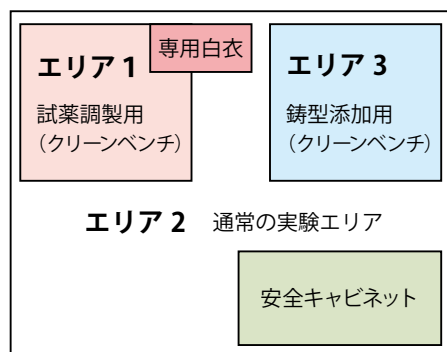 専用白衣
エリア 1
試薬調製用
（クリーンベンチ）
エリア 3
鋳型添加用
（クリーンベンチ）
エリア 2 通常の実験エリア
安全キャビネット